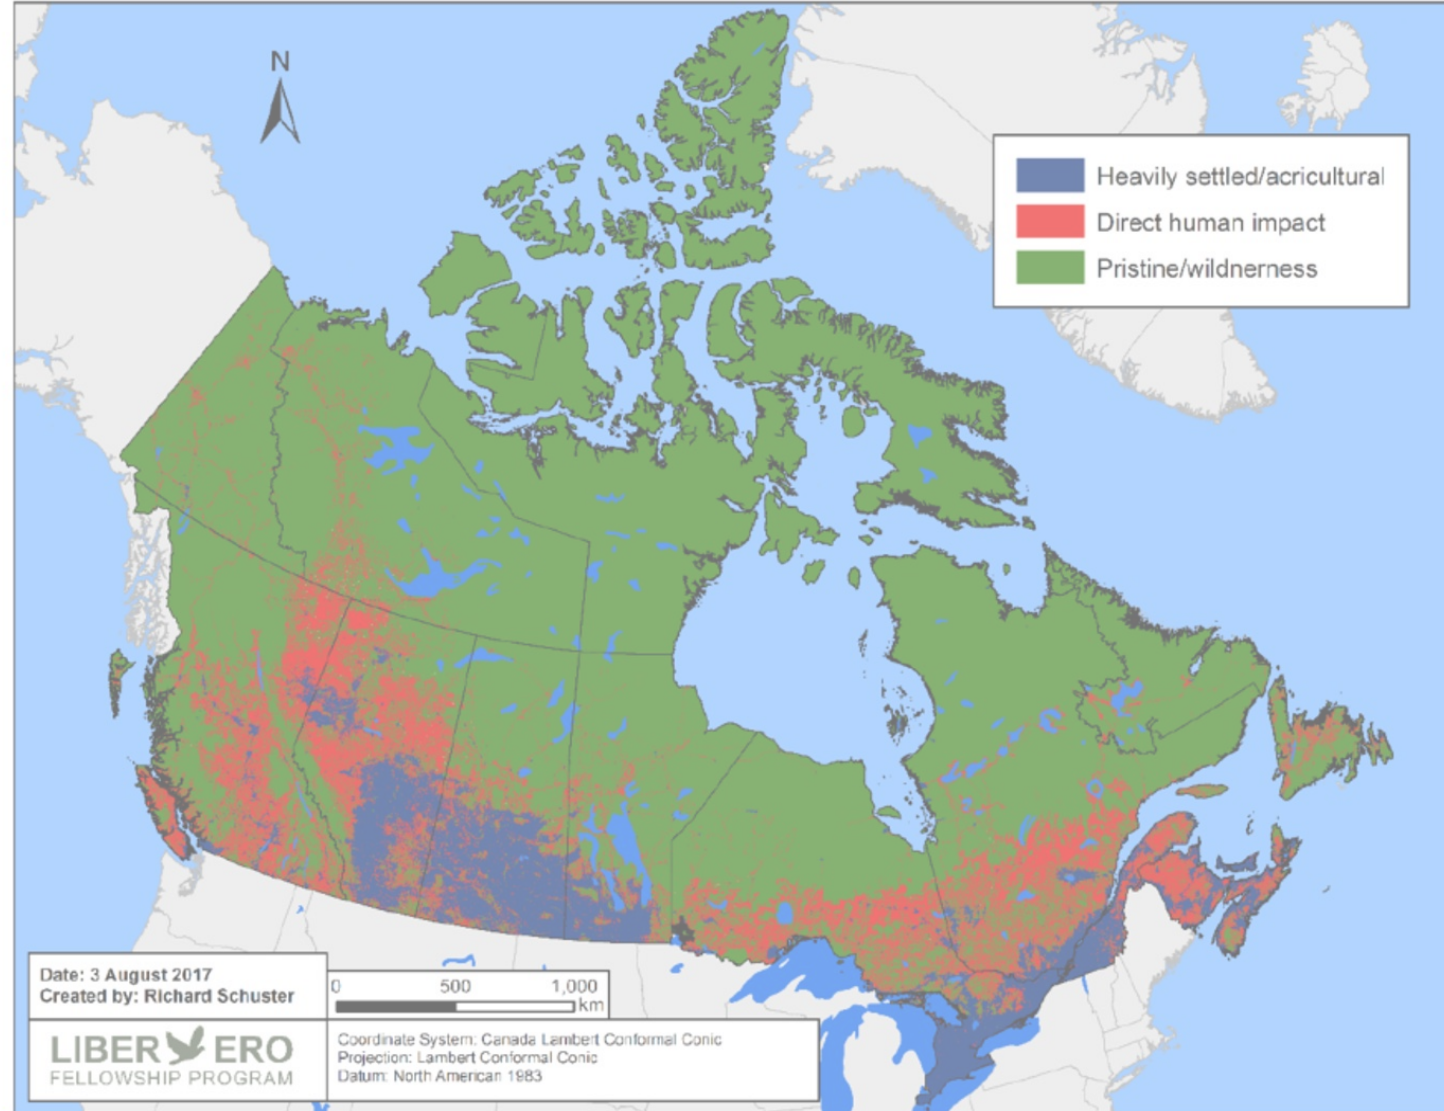 N
Heavily settled/acricultural
Direct human impact
Pristine/wildnerness
Date: 3 August 2017
Created by: Richard Schuster
0 500 1,000
km
LIBER ERO
FELLOWSHIP PROGRAM
Coordinate System: Canada Lambert Conformal Conic
Projection: Lambert Conformal Conic
Datum: North American 1983